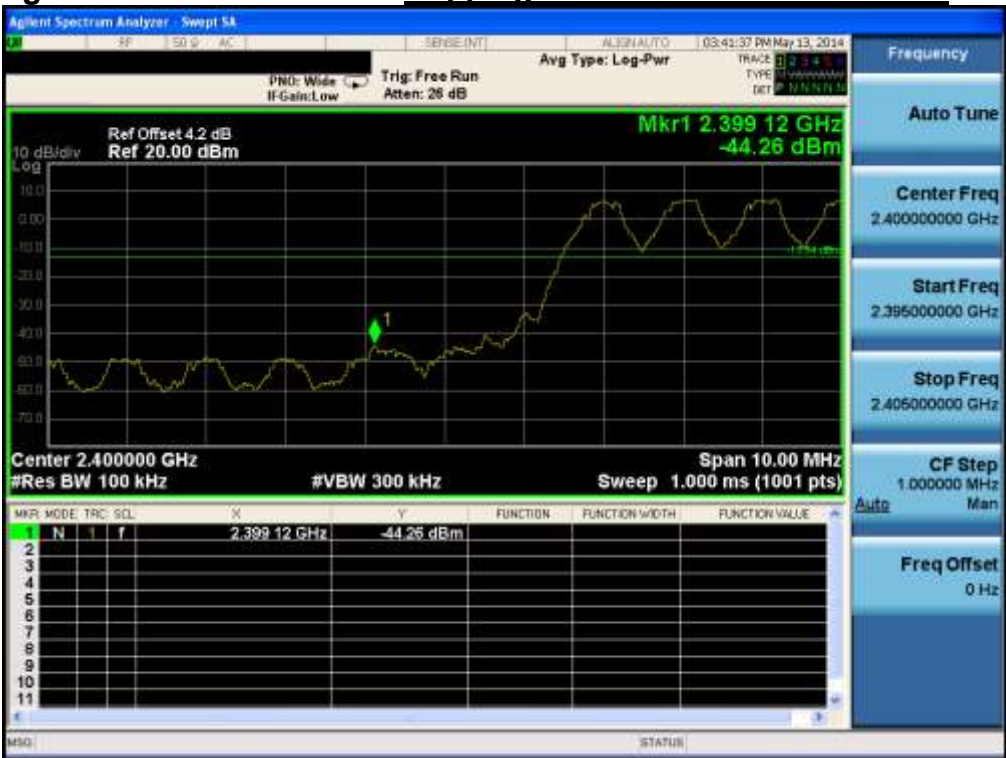 Agilent Spectrum Analyzer - Swept SA
RF 50 Ω AC SENSE:INT ALIGN AUTO 03:41:37 PM May 13, 2014
Frequency
Avg Type: Log-Pwr
TRACE 1 2 3 4 5 6
PNO: Wide Trig: Free Run
TYPE
IFGain:Low Atten: 26 dB
DET P N N N N N
Auto Tune
Mkr1 2.399 12 GHz
Ref Offset 4.2 dB
10 dB/div Ref 20.00 dBm
-44.26 dBm
Log
10.0
0.00
-10.0
-20.0
-30.0
-40.0
-50.0
-60.0
-70.0
1
Center Freq
2.400000000 GHz
Start Freq
2.395000000 GHz
Stop Freq
2.405000000 GHz
Center 2.400000 GHz Span 10.00 MHz
#Res BW 100 kHz #VBW 300 kHz Sweep 1.000 ms (1001 pts)
CF Step
1.000000 MHz
Auto Man
MKR MODE TRC SCL X Y FUNCTION FUNCTION WIDTH FUNCTION VALUE
1 N 1 f 2.399 12 GHz -44.26 dBm
2
3
4
5
6
7
8
9
10
11
Freq Offset
0 Hz
MSG STATUS